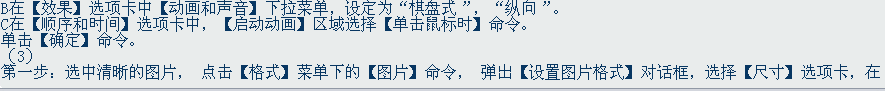 B在【效果】选项卡中【动画和声音】下拉菜单，设定为“棋盘式 ”，“纵向 ”。
C在【顺序和时间】选项卡中，【启动动画】区域选择【单击鼠标时】命令。
单击【确定】命令。
（3）
第一步：选中清晰的图片， 点击【格式】菜单下的【图片】命令， 弹出【设置图片格式】对话框，选择【尺寸】选项卡，在